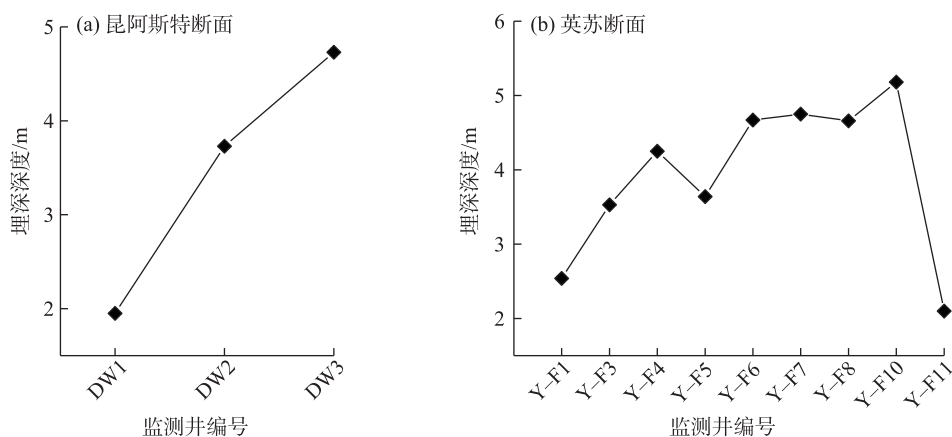 (a) 昆阿斯特断面
5
4
3
2
埋深深度/m
DW1
DW2
DW3
监测井编号
(b) 英苏断面
6
5
4
3
2
埋深深度/m
Y-F1
Y-F3
Y-F4
Y-F5
Y-F6
Y-F7
Y-F8
Y-F10
Y-F11
监测井编号